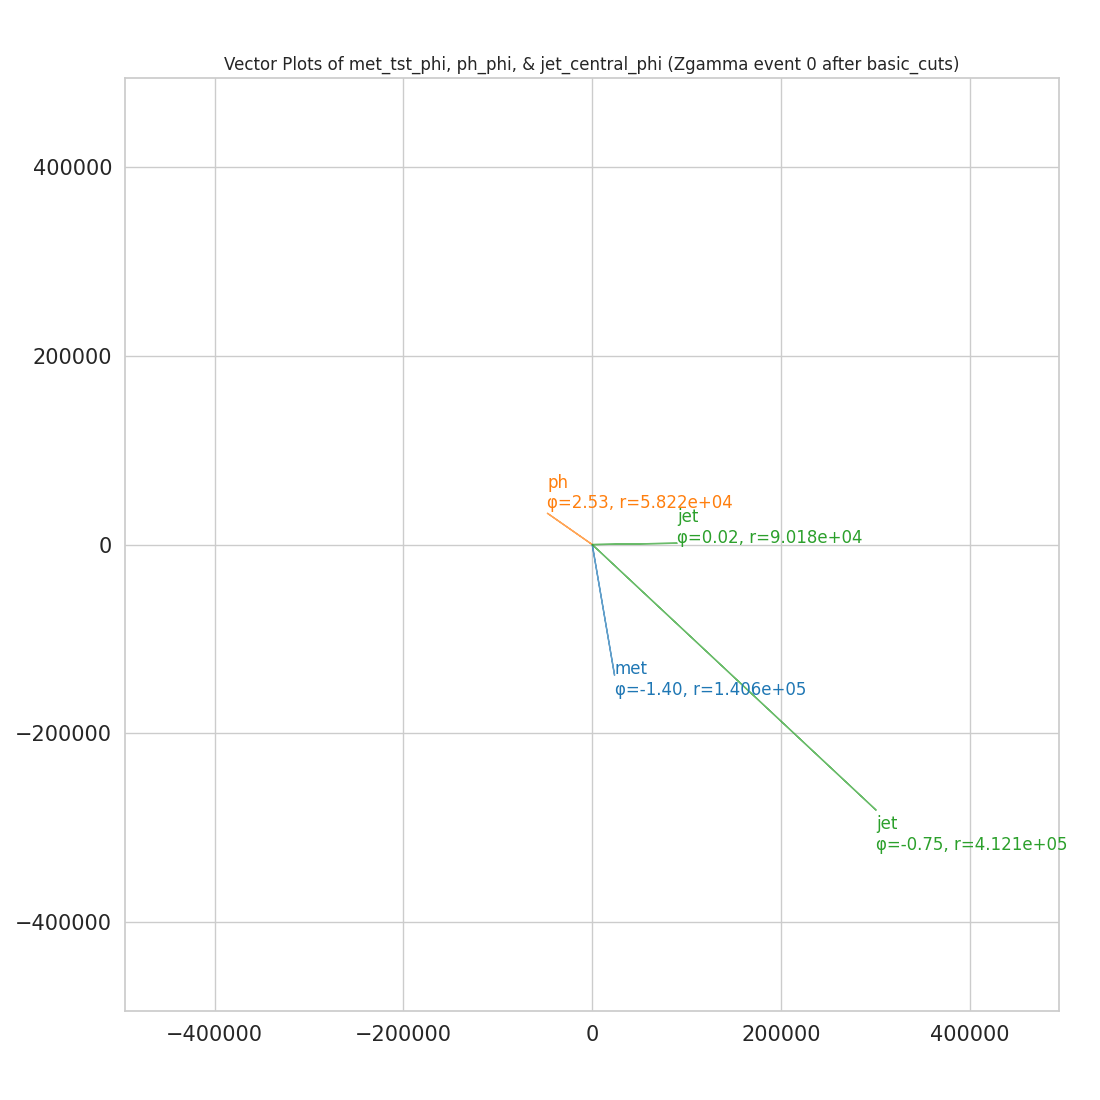 Vector Plots of met_tst_phi, ph_phi, & jet_central_phi (Zgamma event 0 after basic_cuts)
400000
200000
0
−200000
−400000
ph
φ=2.53, r=5.822e+04
jet
φ=0.02, r=9.018e+04
met
φ=-1.40, r=1.406e+05
jet
φ=-0.75, r=4.121e+05
−400000
−200000
0
200000
400000